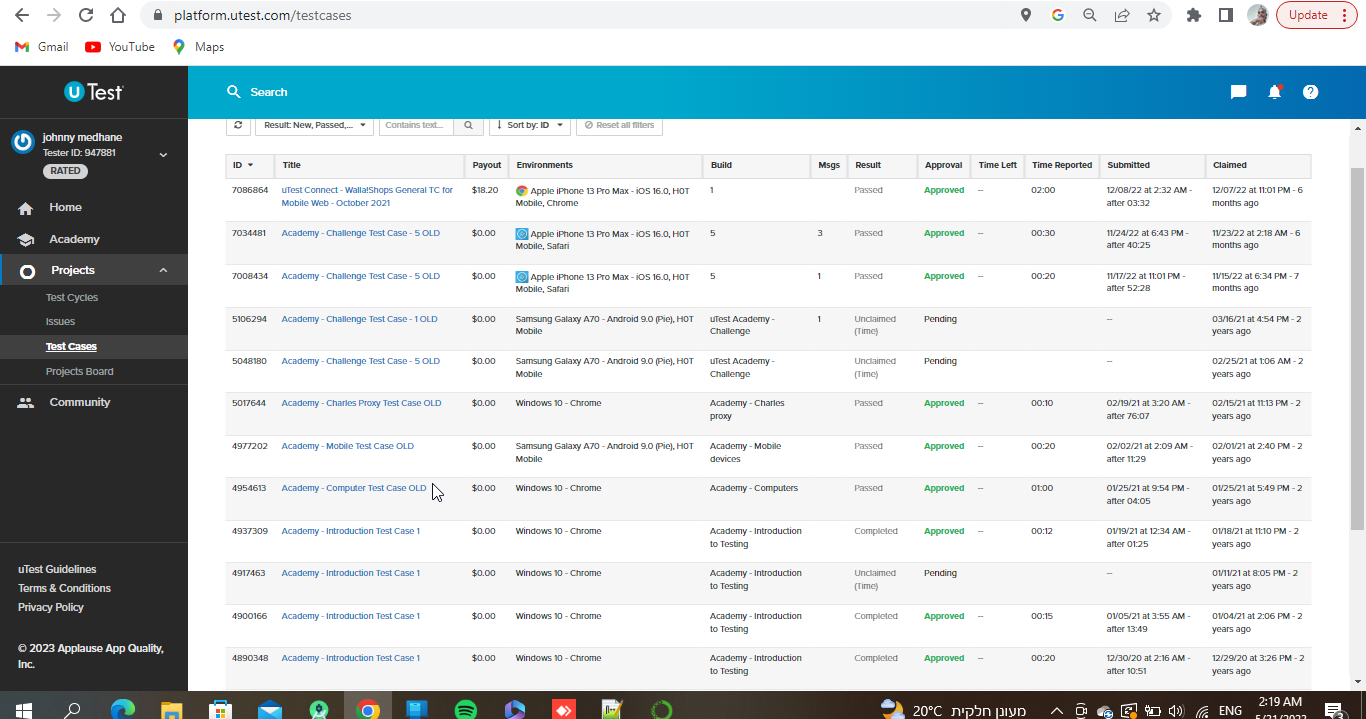 platform.utest.com/testcases
Update
Gmail
YouTube
Maps
u Test
Search
johnny medhane
Tester ID: 947881
RATED
Home
Academy
Projects
Test Cycles
Issues
Test Cases
Projects Board
Community
uTest Guidelines
Terms & Conditions
Privacy Policy
© 2023 Applause App Quality,
Inc.
Result: New, Passed,... Contains text... Sort by: ID Reset all filters
ID Title Payout Environments Build Msgs Result Approval Time Left Time Reported Submitted Claimed
7086864 uTest Connect - Walla!Shops General TC for $18.20 Apple iPhone 13 Pro Max - iOS 16.0, HOT 1 Passed Approved -- 02:00 12/08/22 at 2:32 AM - 12/07/22 at 11:01 PM - 6
Mobile Web - October 2021 Mobile, Chrome after 03:32 months ago
7034481 Academy - Challenge Test Case - 5 OLD $0.00 Apple iPhone 13 Pro Max - iOS 16.0, HOT 5 3 Passed Approved -- 00:30 11/24/22 at 6:43 PM - 11/23/22 at 2:18 AM - 6
Mobile, Safari after 40:25 months ago
7008434 Academy - Challenge Test Case - 5 OLD $0.00 Apple iPhone 13 Pro Max - iOS 16.0, HOT 5 1 Passed Approved -- 00:20 11/17/22 at 11:01 PM - 11/15/22 at 6:34 PM - 7
Mobile, Safari after 52:28 months ago
5106294 Academy - Challenge Test Case - 1 OLD $0.00 Samsung Galaxy A70 - Android 9.0 (Pie), HOT uTest Academy - 1 Unclaimed Pending -- 03/16/21 at 4:54 PM - 2
Mobile Challenge (Time) years ago
5048180 Academy - Challenge Test Case - 5 OLD $0.00 Samsung Galaxy A70 - Android 9.0 (Pie), HOT uTest Academy - Unclaimed Pending -- 02/25/21 at 1:06 AM - 2
Mobile Challenge (Time) years ago
5017644 Academy - Charles Proxy Test Case OLD $0.00 Windows 10 - Chrome Academy - Charles Passed Approved -- 00:10 02/19/21 at 3:20 AM - 02/15/21 at 11:13 PM - 2
proxy after 76:07 years ago
4977202 Academy - Mobile Test Case OLD $0.00 Samsung Galaxy A70 - Android 9.0 (Pie), HOT Academy - Mobile Passed Approved -- 00:20 02/02/21 at 2:09 AM - 02/01/21 at 2:40 PM - 2
Mobile devices after 11:29 years ago
4954613 Academy - Computer Test Case OLD $0.00 Windows 10 - Chrome Academy - Computers Passed Approved -- 01:00 01/25/21 at 9:54 PM - 01/25/21 at 5:49 PM - 2
after 04:05 years ago
4937309 Academy - Introduction Test Case 1 $0.00 Windows 10 - Chrome Academy - Introduction Completed Approved -- 00:12 01/19/21 at 12:34 AM - 01/18/21 at 11:10 PM - 2
to Testing after 01:25 years ago
4917463 Academy - Introduction Test Case 1 $0.00 Windows 10 - Chrome Academy - Introduction Unclaimed Pending -- 01/11/21 at 8:05 PM - 2
to Testing (Time) years ago
4900166 Academy - Introduction Test Case 1 $0.00 Windows 10 - Chrome Academy - Introduction Completed Approved -- 00:15 01/05/21 at 3:55 AM - 01/04/21 at 2:06 PM - 2
to Testing after 13:49 years ago
4890348 Academy - Introduction Test Case 1 $0.00 Windows 10 - Chrome Academy - Introduction Completed Approved -- 00:20 12/30/20 at 2:16 AM - 12/29/20 at 3:26 PM - 2
to Testing after 10:51 years ago
20°C מעונן חלקית ENG 2:19 AM